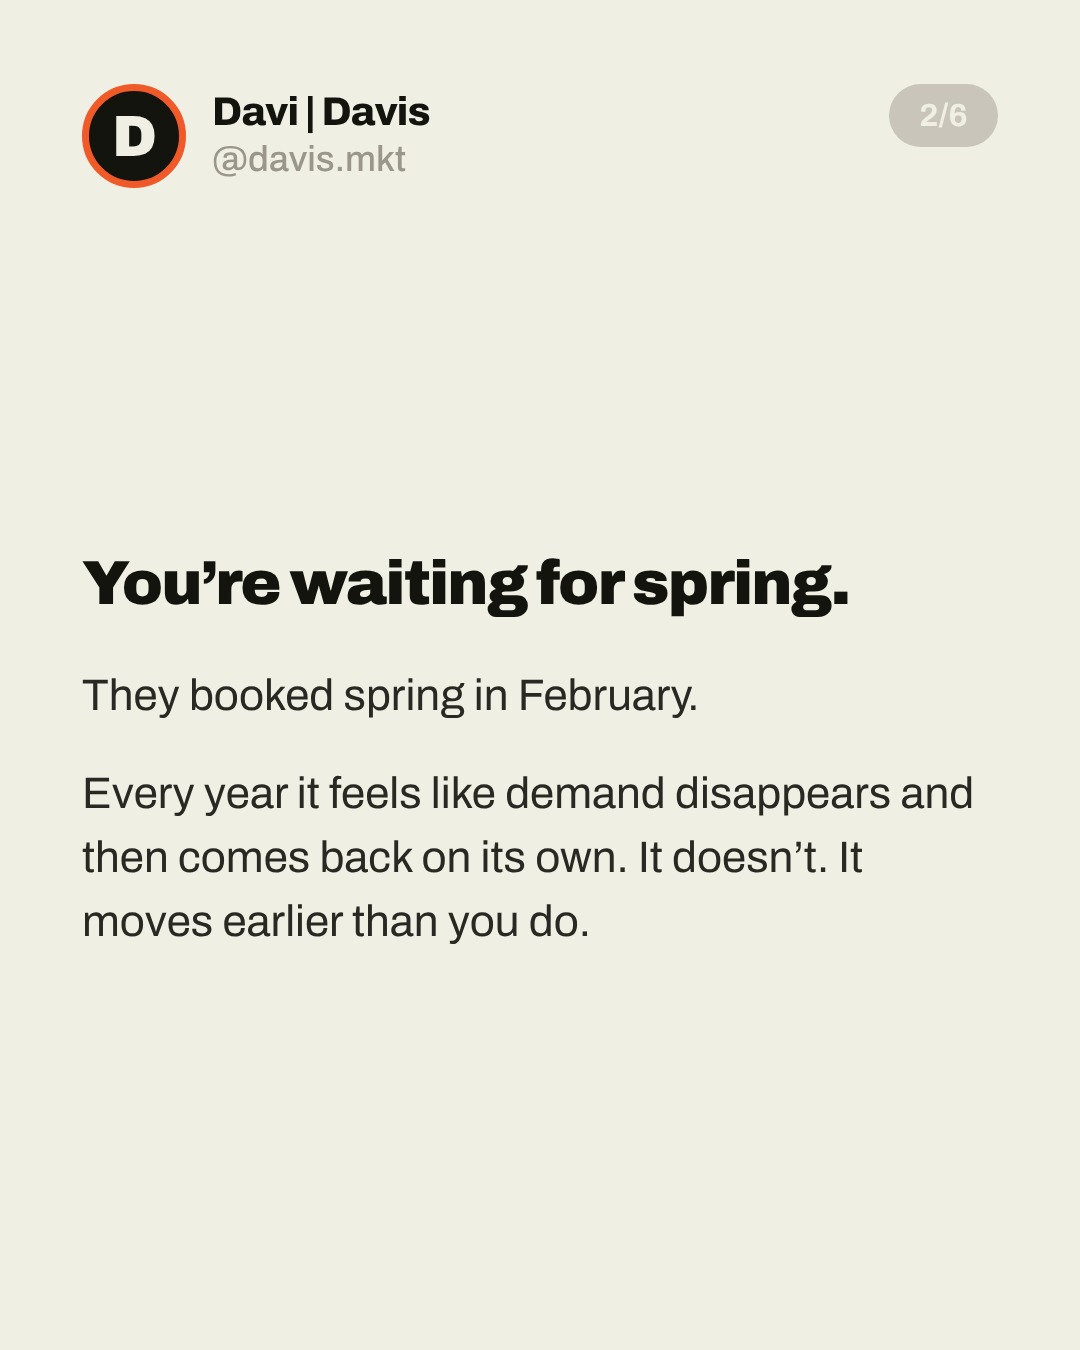 D
Davi | Davis
@davis.mkt
2/6
You’re waiting for spring.
They booked spring in February.
Every year it feels like demand disappears and
then comes back on its own. It doesn’t. It
moves earlier than you do.